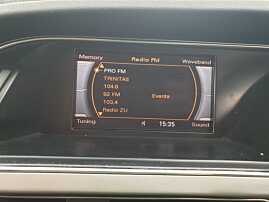 Memory Radio FM Waveband
PRO FM
TRINITAS
104.8
92 FM Events
103.4
Radio ZU
Tuning 15:35 Sound